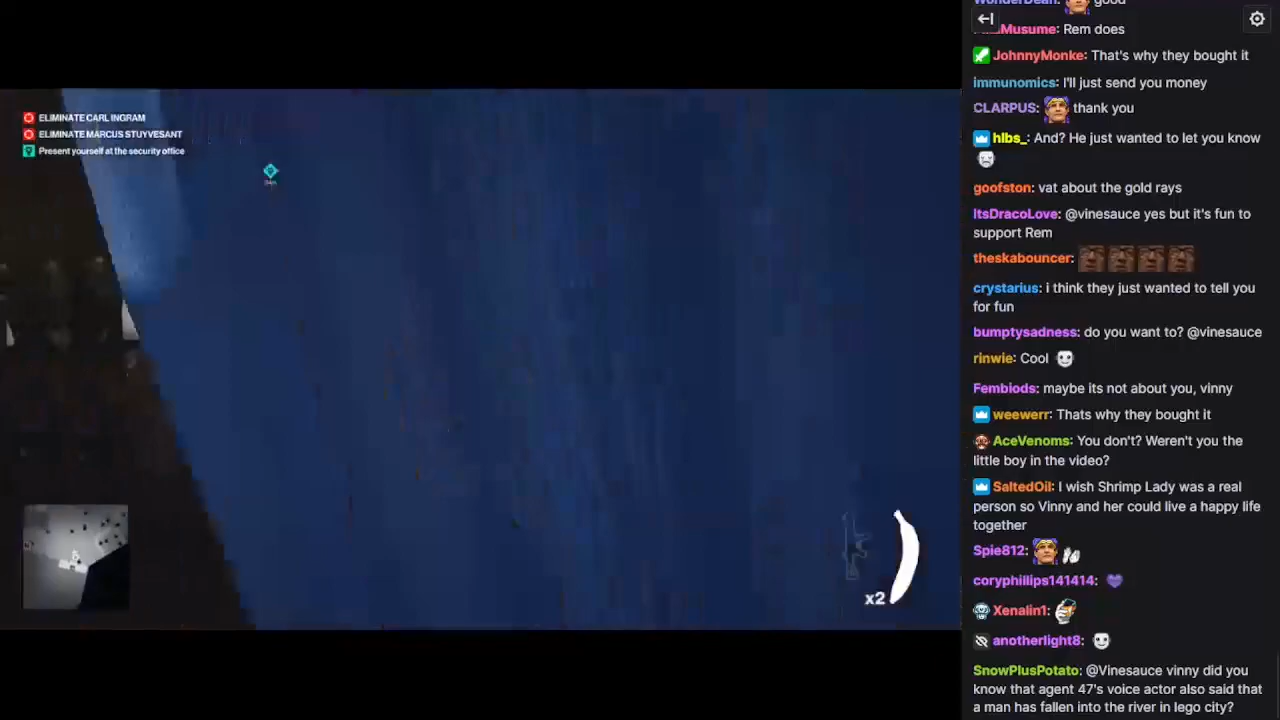 ELIMINATE CARL INGRAM
ELIMINATE MARCUS STUYVESANT
Present yourself at the security office
x2
WonderDean: good
Musume: Rem does
JohnnyMonke: That's why they bought it
immunomics: I'll just send you money
CLARPUS: thank you
hlbs_: And? He just wanted to let you know
goofston: vat about the gold rays
ItsDracoLove: @vinesauce yes but it's fun to
support Rem
theskabouncer:
crystarius: i think they just wanted to tell you
for fun
bumptysadness: do you want to? @vinesauce
rinwie: Cool
Fembiods: maybe its not about you, vinny
weewerr: Thats why they bought it
AceVenoms: You don't? Weren't you the
little boy in the video?
SaltedOil: I wish Shrimp Lady was a real
person so Vinny and her could live a happy life
together
Spie812:
coryphillips141414:
Xenalin1:
anotherlight8:
SnowPlusPotato: @Vinesauce vinny did you
know that agent 47's voice actor also said that
a man has fallen into the river in lego city?